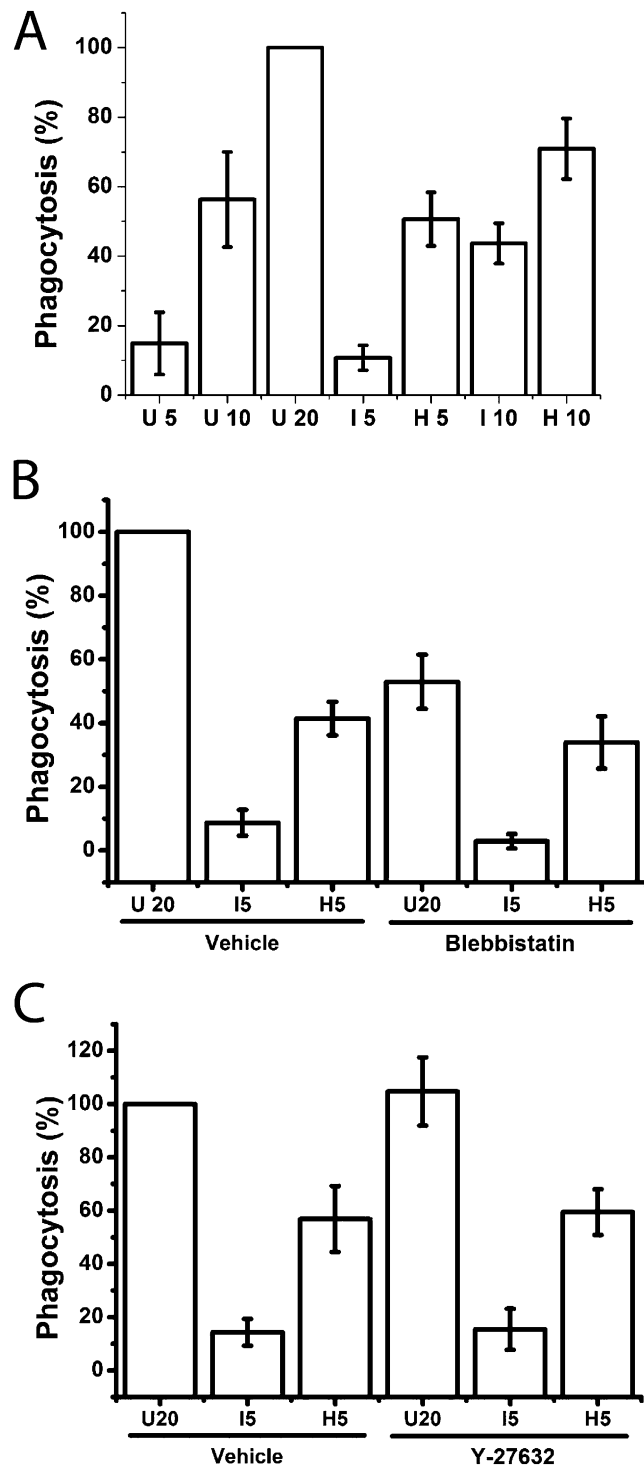 A
Phagocytosis (%)
100
80
60
40
20
0
U 5 U 10 U 20 I 5 H 5 I 10 H 10
B
Phagocytosis (%)
100
80
60
40
20
0
U 20 I5 H5 U20 I5 H5
Vehicle Blebbistatin
C
Phagocytosis (%)
120
100
80
60
40
20
0
U20 I5 H5 U20 I5 H5
Vehicle Y-27632